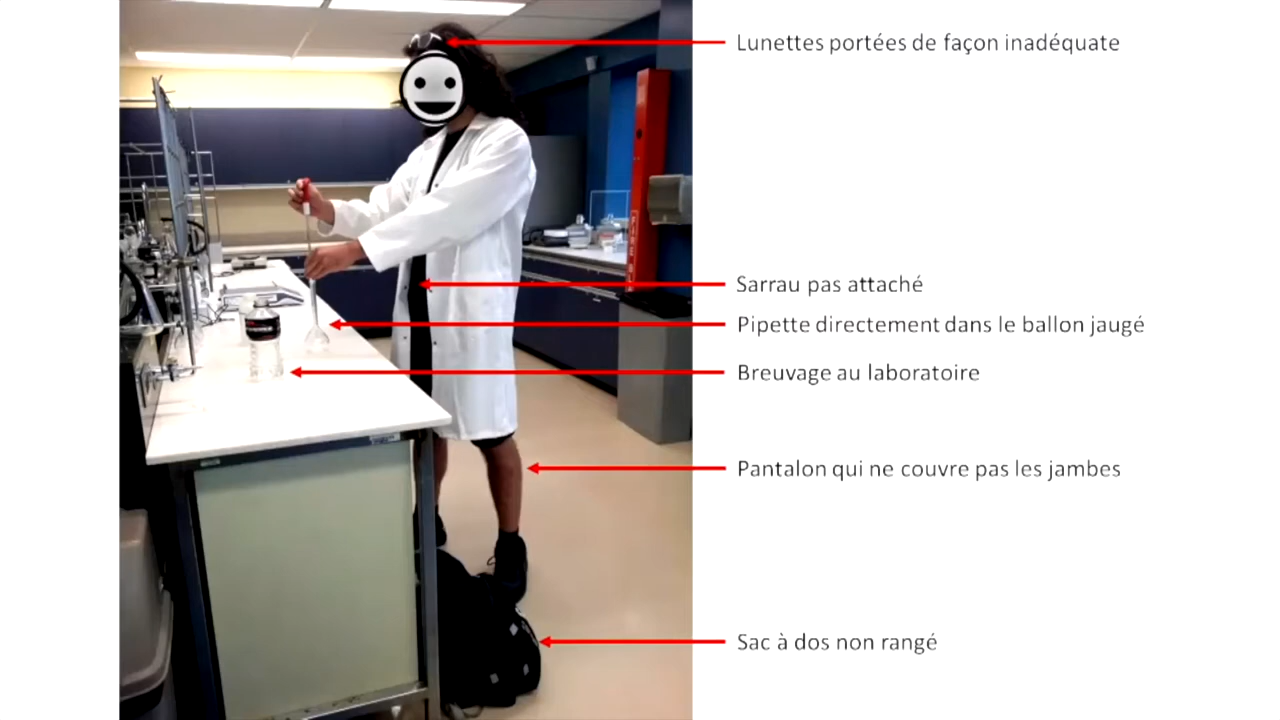 Lunettes portées de façon inadéquate
Sarrau pas attaché
Pipette directement dans le ballon jaugé
Breuvage au laboratoire
Pantalon qui ne couvre pas les jambes
Sac à dos non rangé